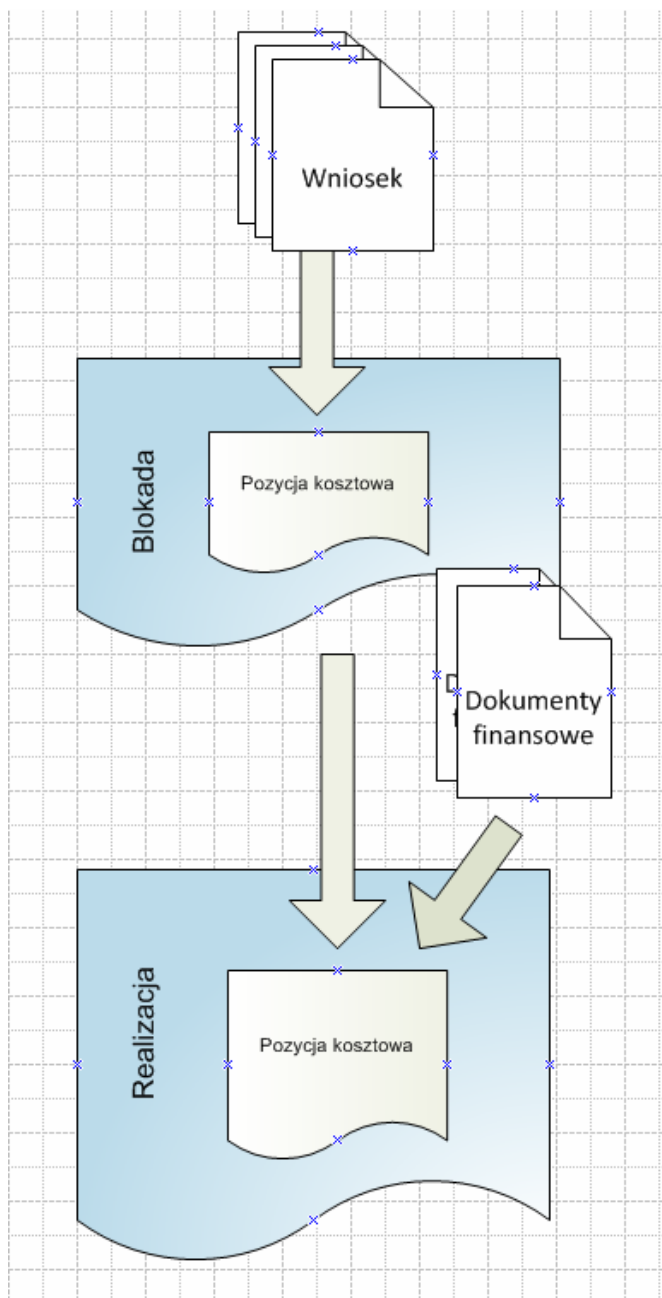 Wniosek
Blokada
Pozycja kosztowa
Dokumenty
finansowe
Realizacja
Pozycja kosztowa